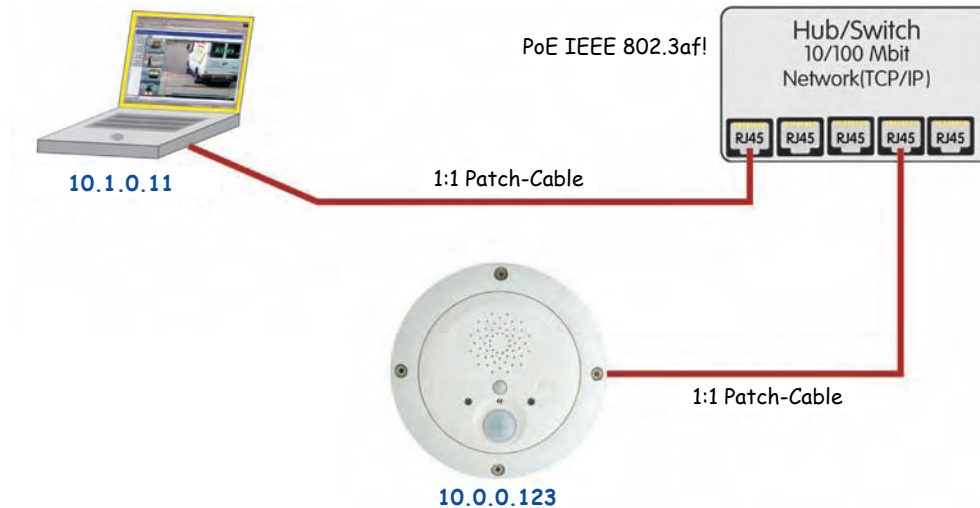 PoE IEEE 802.3af!
Hub/Switch
10/100 Mbit
Network(TCP/IP)
RJ45 RJ45 RJ45 RJ45 RJ45
10.1.0.11
1:1 Patch-Cable
1:1 Patch-Cable
10.0.0.123